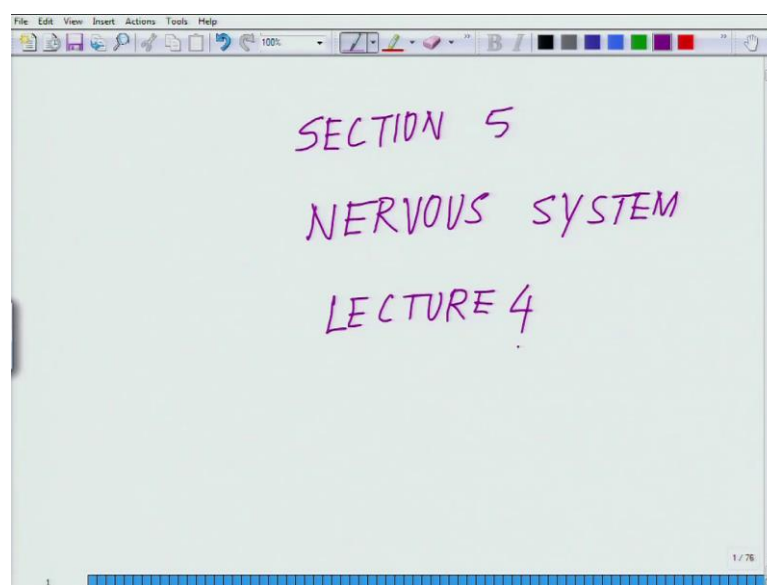 File Edit View Insert Actions Tools Help
100%
B I
SECTION 5
NERVOUS SYSTEM
LECTURE 4
1 / 76
1